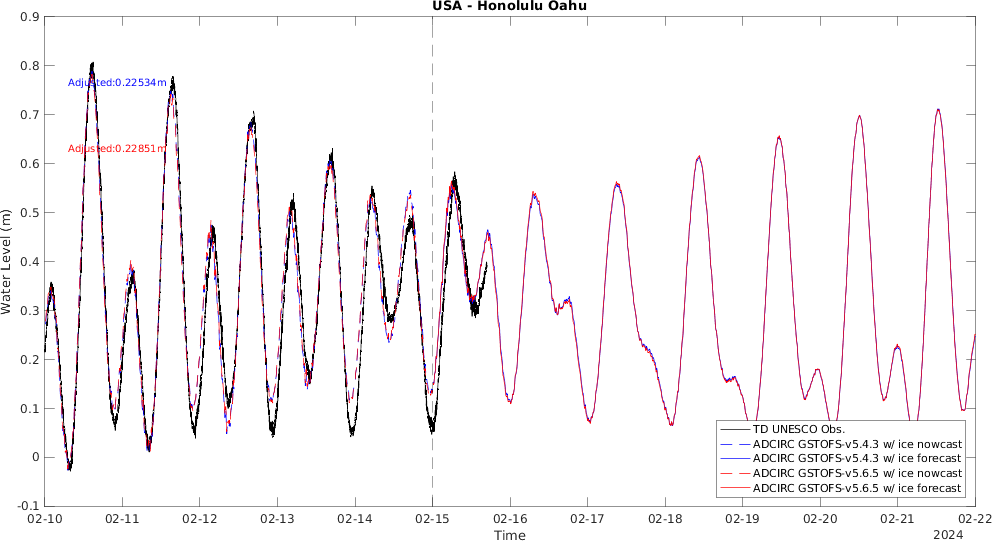 USA - Honolulu Oahu
0.9
0.8
0.7
0.6
0.5
0.4
0.3
0.2
0.1
0
-0.1
Water Level (m)
Adjusted:0.22534m
Adjusted:0.22851m
TD UNESCO Obs.
ADCIRC GSTOFS-v5.4.3 w/ ice nowcast
ADCIRC GSTOFS-v5.4.3 w/ ice forecast
ADCIRC GSTOFS-v5.6.5 w/ ice nowcast
ADCIRC GSTOFS-v5.6.5 w/ ice forecast
02-10 02-11 02-12 02-13 02-14 02-15 02-16 02-17 02-18 02-19 02-20 02-21 02-22
Time
2024